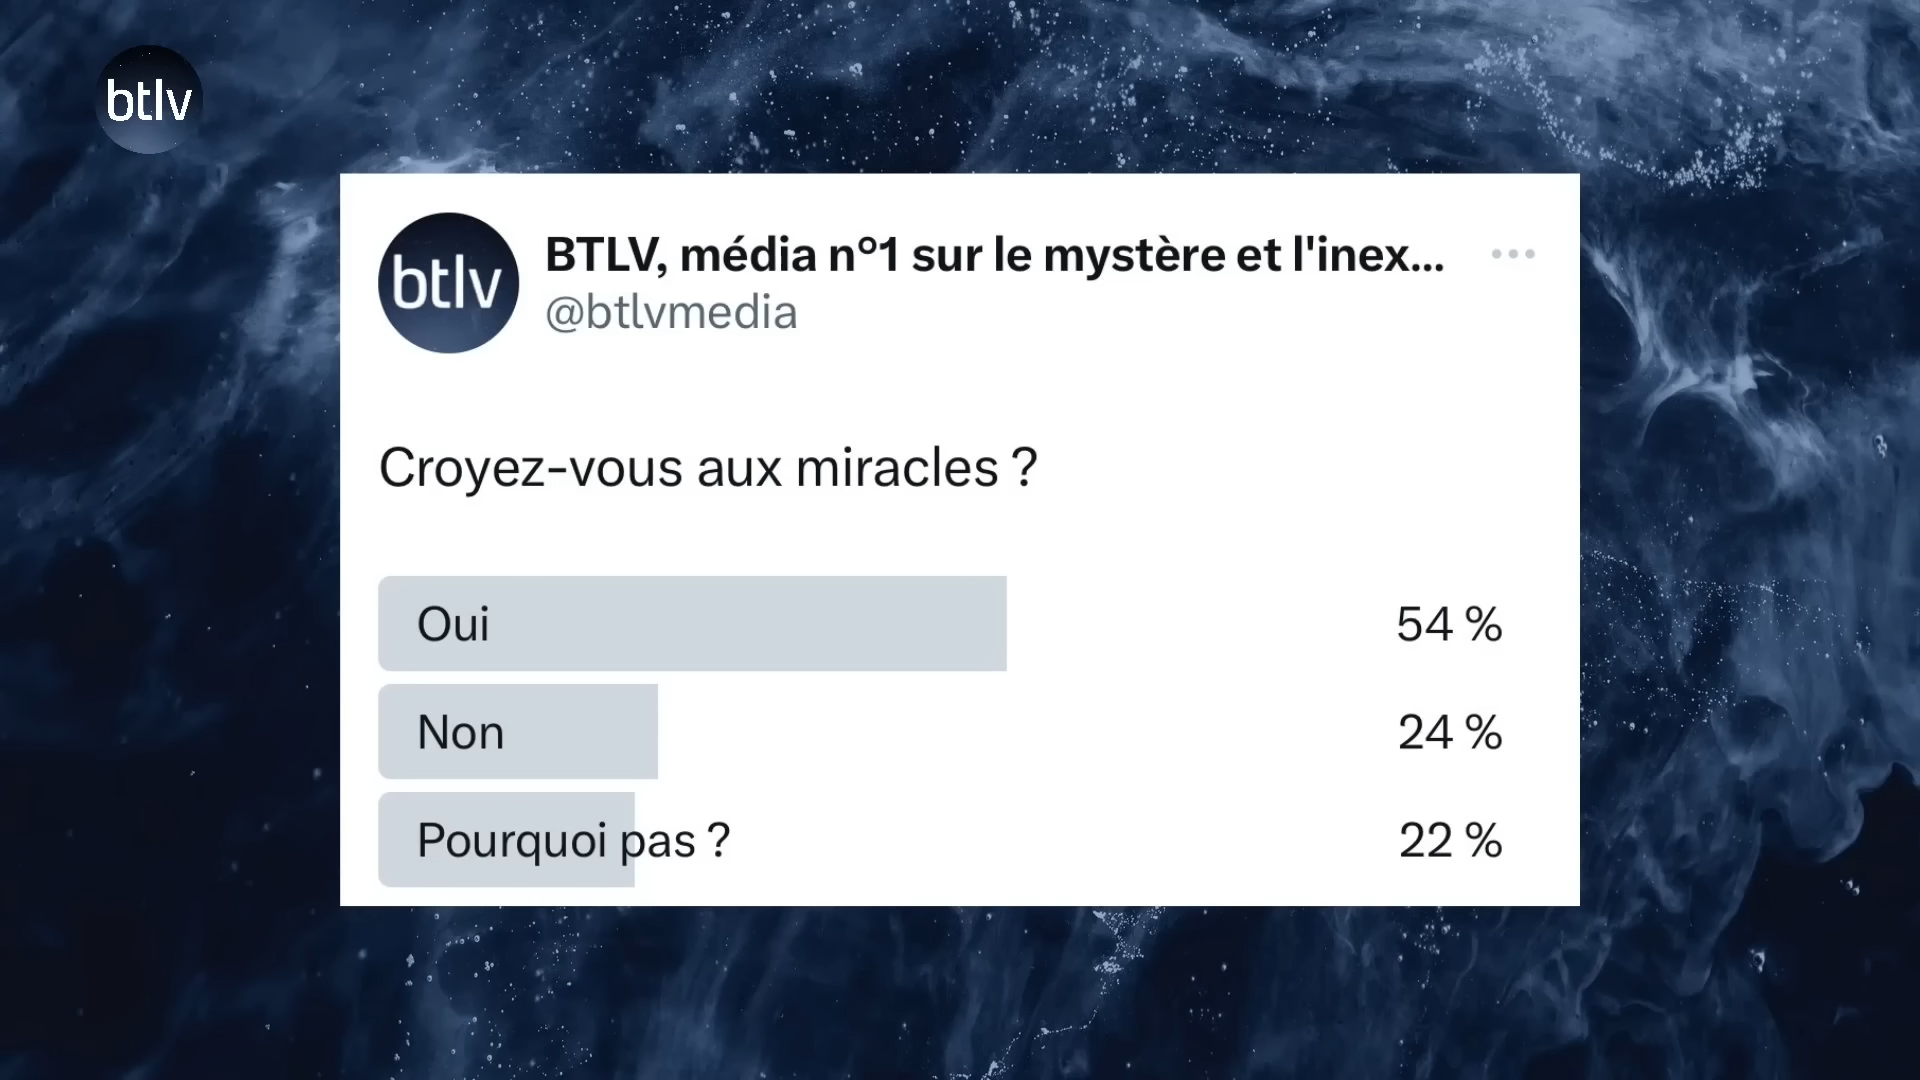 btlv
btlv
BTLV, média n°1 sur le mystère et l'inex...
@btlvmedia
Croyez-vous aux miracles ?
Oui 54 %
Non 24 %
Pourquoi pas ? 22 %